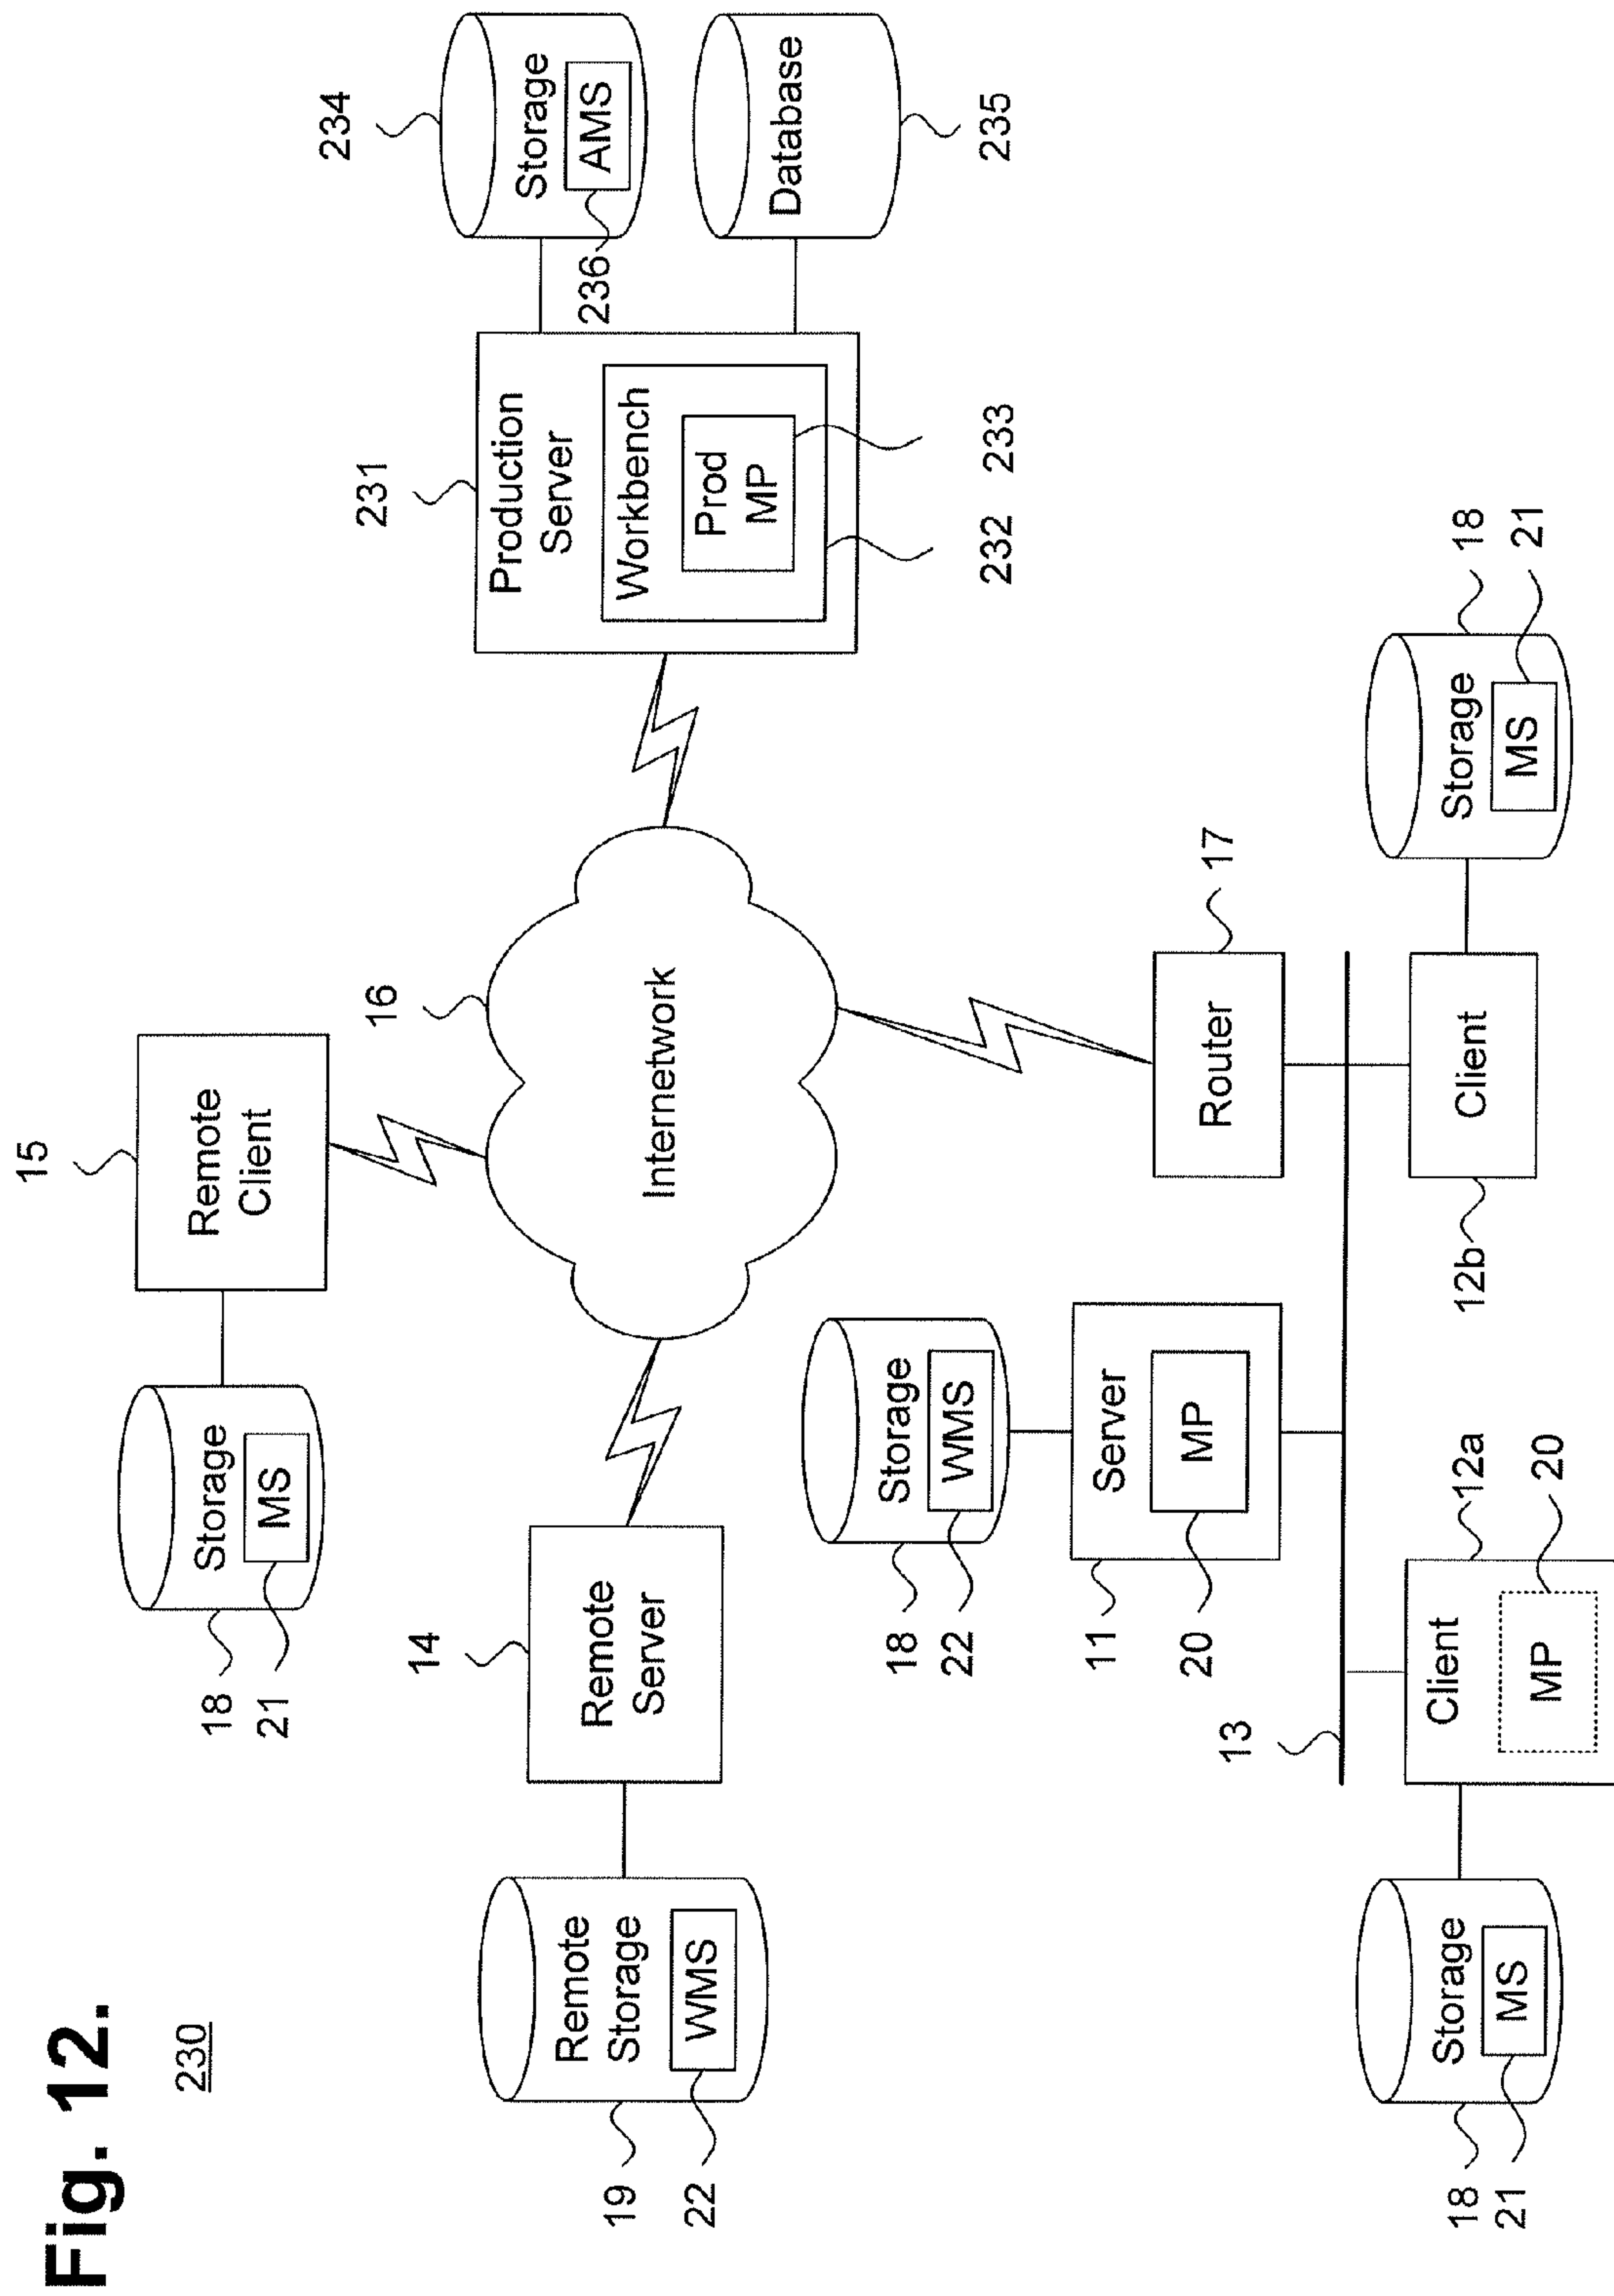 Fig. 12.
230
15
Remote
Client
Storage
MS
18
21
16
Internetwork
14
Remote
Server
Remote
Storage
WMS
19
22
231
Production
Server
Workbench
Prod
MP
232
233
234
Storage
AMS
236
Database
235
Storage
WMS
18
22
Server
MP
11
20
Router
17
13
Client
MP
12a
20
Storage
MS
18
21
Client
12b
Storage
MS
18
21